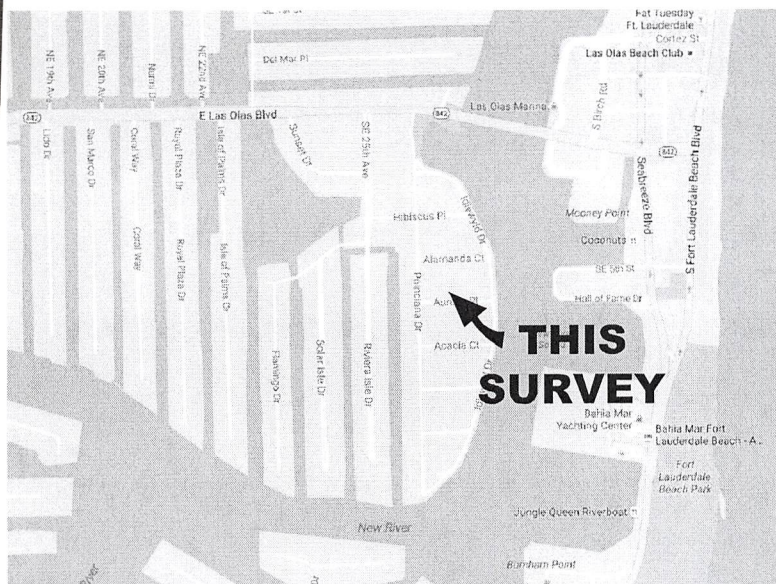 Fat Tuesday
Ft. Lauderdale
Cortez St
Las Olas Beach Club
Del Mar Pl
NE 19th Ave
NE 20th Ave
Nurmi Dr
NE 22nd Ave
S Birch Rd
Las Olas Marina
842
E Las Olas Blvd
842
842
Lido Dr
San Marco Dr
Coral Way
Royal Plaza Dr
Isle of Palms Dr
Sunset Dr
SE 25th Ave
Seabreeze Blvd
S Fort Lauderdale Beach Blvd
Hibiscus Pl
Mooney Point
Coconuts
Coral Way
Royal Plaza Dr
Isle of Palms Dr
Alamanda Ct
SE 5th St
Poinciana Dr
Hall of Fame Dr
THIS
SURVEY
Acacia Ct
Flamingo Dr
Solar Isle Dr
Riviera Isle Dr
Bahia Mar
Yachting Center
Bahia Mar Fort
Lauderdale Beach - A..
Fort
Lauderdale
Beach Park
Jungle Queen Riverboat
New River
Burnham Point
River